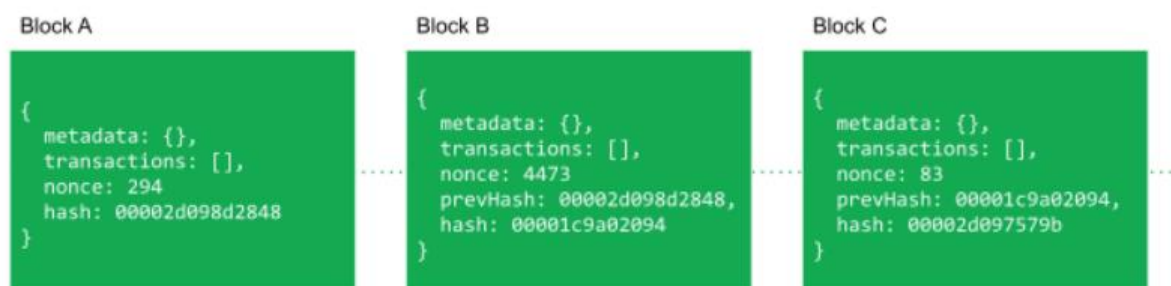 Block A
{
metadata: {},
transactions: [],
nonce: 294
hash: 00002d098d2848
}
Block B
{
metadata: {},
transactions: [],
nonce: 4473
prevHash: 00002d098d2848,
hash: 00001c9a02094
}
Block C
{
metadata: {},
transactions: [],
nonce: 83
prevHash: 00001c9a02094,
hash: 00002d097579b
}